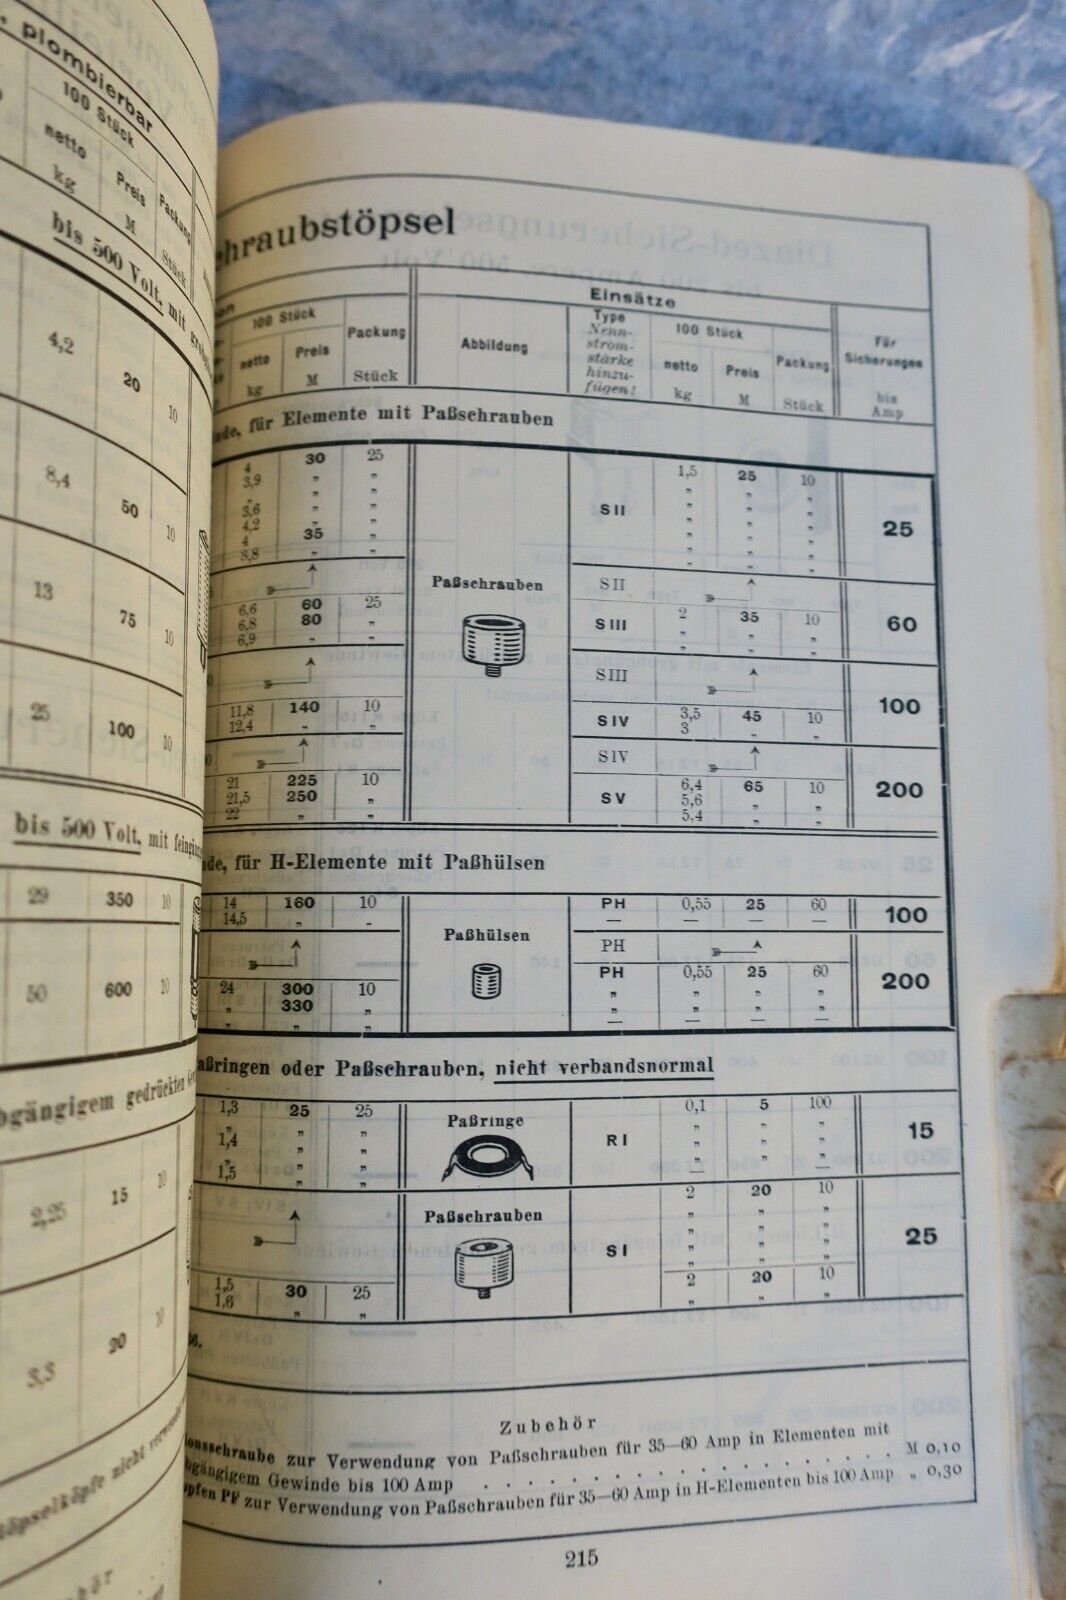 plombierbar
100 Stück
netto
Preis
Packung
kg
M
Stück
bis 500 Volt, mit
4,2
20
10
8,4
50
10
13
75
10
25
100
10
bis 500 Volt, mit
29
350
10
50
600
10
gedrückten
2,25
15
10
3,3
20
10
nicht
hraubstöpsel
Einsätze
100 Stück
Packung
Abbildung
Type
Nenn-
strom-
stärke
hinzu-
fügen!
100 Stück
Packung
Für
Sicherungen
netto
Preis
netto
Preis
kg
M
Stück
kg
M
Stück
bis
Amp
für Elemente mit Paßschrauben
4 30 25
3,9 „ „
„ „ „
3,6 „ „
4,2 „ „
4 35 „
3,8 „ „
Paßschrauben
S II
1,5 25 10
„ „ „
„ „ „
„ „ „
„ „ „
„ „ „
25
6,6 60 25
6,8 80 „
6,9 „ „
S II
S III 2 35 10
„ „ „
„ „ „
60
11,8 140 10
12,4 „ „
S III
S IV 3,5 45 10
3 „ „
100
21 225 10
21,5 250 „
22 „ „
S IV
S V 6,4 65 10
5,6 „ „
5,4 „ „
200
für H-Elemente mit Paßhülsen
14 160 10
14,5 „ -
Paßhülsen
PH 0,55 25 60
— — — —
100
24 300 10
„ 330 „
„ „ „
PH
PH 0,55 25 60
„ „ „ „
„ „ „ „
— — — —
200
aßringen oder Paßschrauben, nicht verbandsnormal
1,3 25 25
„ „ „
1,4 „ „
„ „ „
1,5 „ „
Paßringe
R I
0,1 5 100
„ „ „
„ „ „
„ „ „
— — —
15
Paßschrauben
S I
2 20 10
„ „ „
„ „ „
„ „ „
„ „ „
2 20 10
„ „ „
25
1,5 30 25
1,6 „ „
Zubehör
onsschraube zur Verwendung von Paßschrauben für 35—60 Amp in Elementen mit
bgängigem Gewinde bis 100 Amp . . . . . . . . . . . . . . . . . M 0,10
pfen PF zur Verwendung von Paßschrauben für 35—60 Amp in H-Elementen bis 100 Amp „ 0,30
215